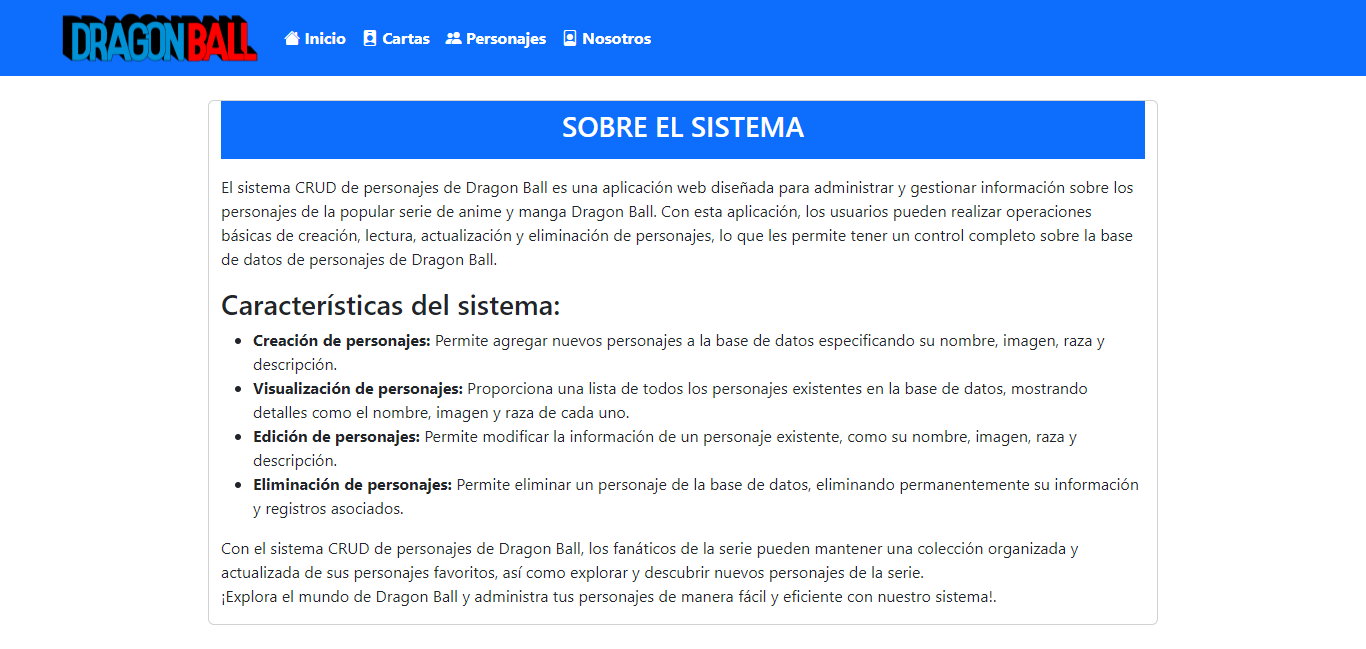 DRAGONBALL Inicio Cartas Personajes Nosotros
SOBRE EL SISTEMA
El sistema CRUD de personajes de Dragon Ball es una aplicación web diseñada para administrar y gestionar información sobre los
personajes de la popular serie de anime y manga Dragon Ball. Con esta aplicación, los usuarios pueden realizar operaciones
básicas de creación, lectura, actualización y eliminación de personajes, lo que les permite tener un control completo sobre la base
de datos de personajes de Dragon Ball.
Características del sistema:
• Creación de personajes: Permite agregar nuevos personajes a la base de datos especificando su nombre, imagen, raza y
descripción.
• Visualización de personajes: Proporciona una lista de todos los personajes existentes en la base de datos, mostrando
detalles como el nombre, imagen y raza de cada uno.
• Edición de personajes: Permite modificar la información de un personaje existente, como su nombre, imagen, raza y
descripción.
• Eliminación de personajes: Permite eliminar un personaje de la base de datos, eliminando permanentemente su información
y registros asociados.
Con el sistema CRUD de personajes de Dragon Ball, los fanáticos de la serie pueden mantener una colección organizada y
actualizada de sus personajes favoritos, así como explorar y descubrir nuevos personajes de la serie.
¡Explora el mundo de Dragon Ball y administra tus personajes de manera fácil y eficiente con nuestro sistema!.